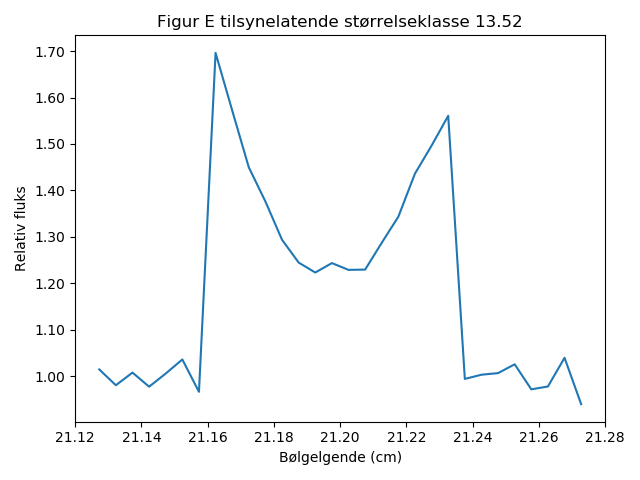 Figur E tilsynelatende størrelseklasse 13.52
Relativ fluks
1.70
1.60
1.50
1.40
1.30
1.20
1.10
1.00
21.12 21.14 21.16 21.18 21.20 21.22 21.24 21.26 21.28
Bølgelgende (cm)